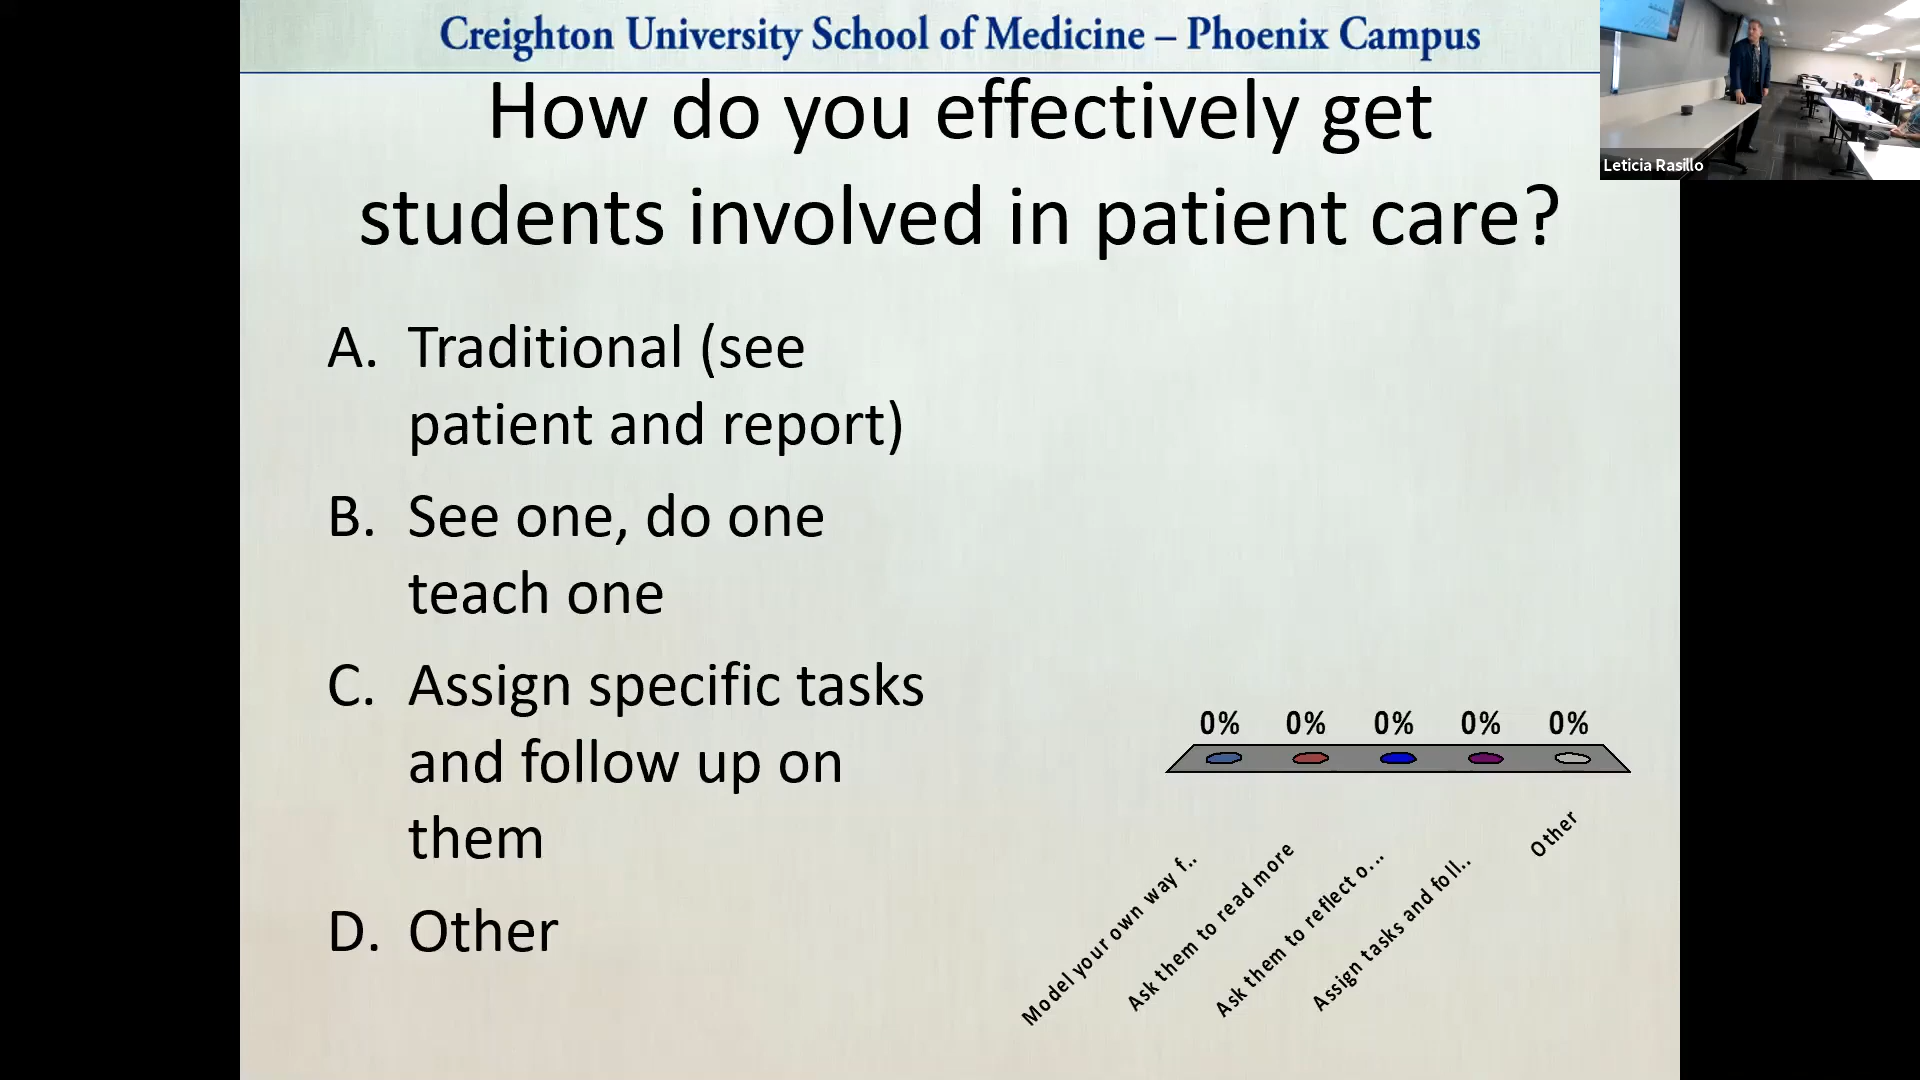 Creighton University School of Medicine – Phoenix Campus
How do you effectively get
students involved in patient care?
A. Traditional (see
patient and report)
B. See one, do one
teach one
C. Assign specific tasks
and follow up on
them
D. Other
0% 0% 0% 0% 0%
Model your own way f..
Ask them to read more
Ask them to reflect o...
Assign tasks and foll..
Other
Leticia Rasillo